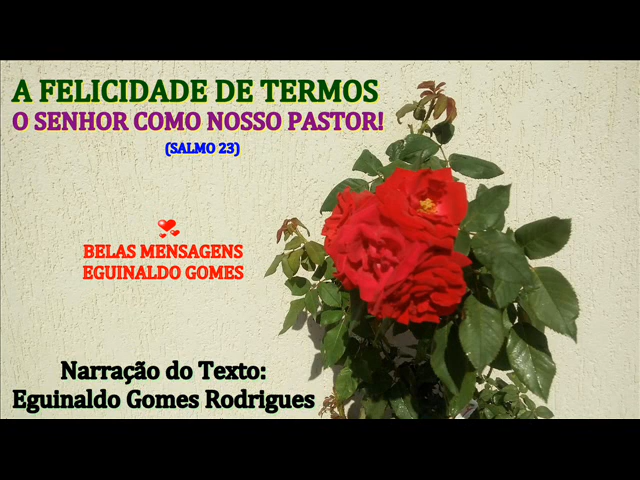 A FELICIDADE DE TERMOS
O SENHOR COMO NOSSO PASTOR!
(SALMO 23)
BELAS MENSAGENS
EGUINALDO GOMES
Narração do Texto:
Eguinaldo Gomes Rodrigues